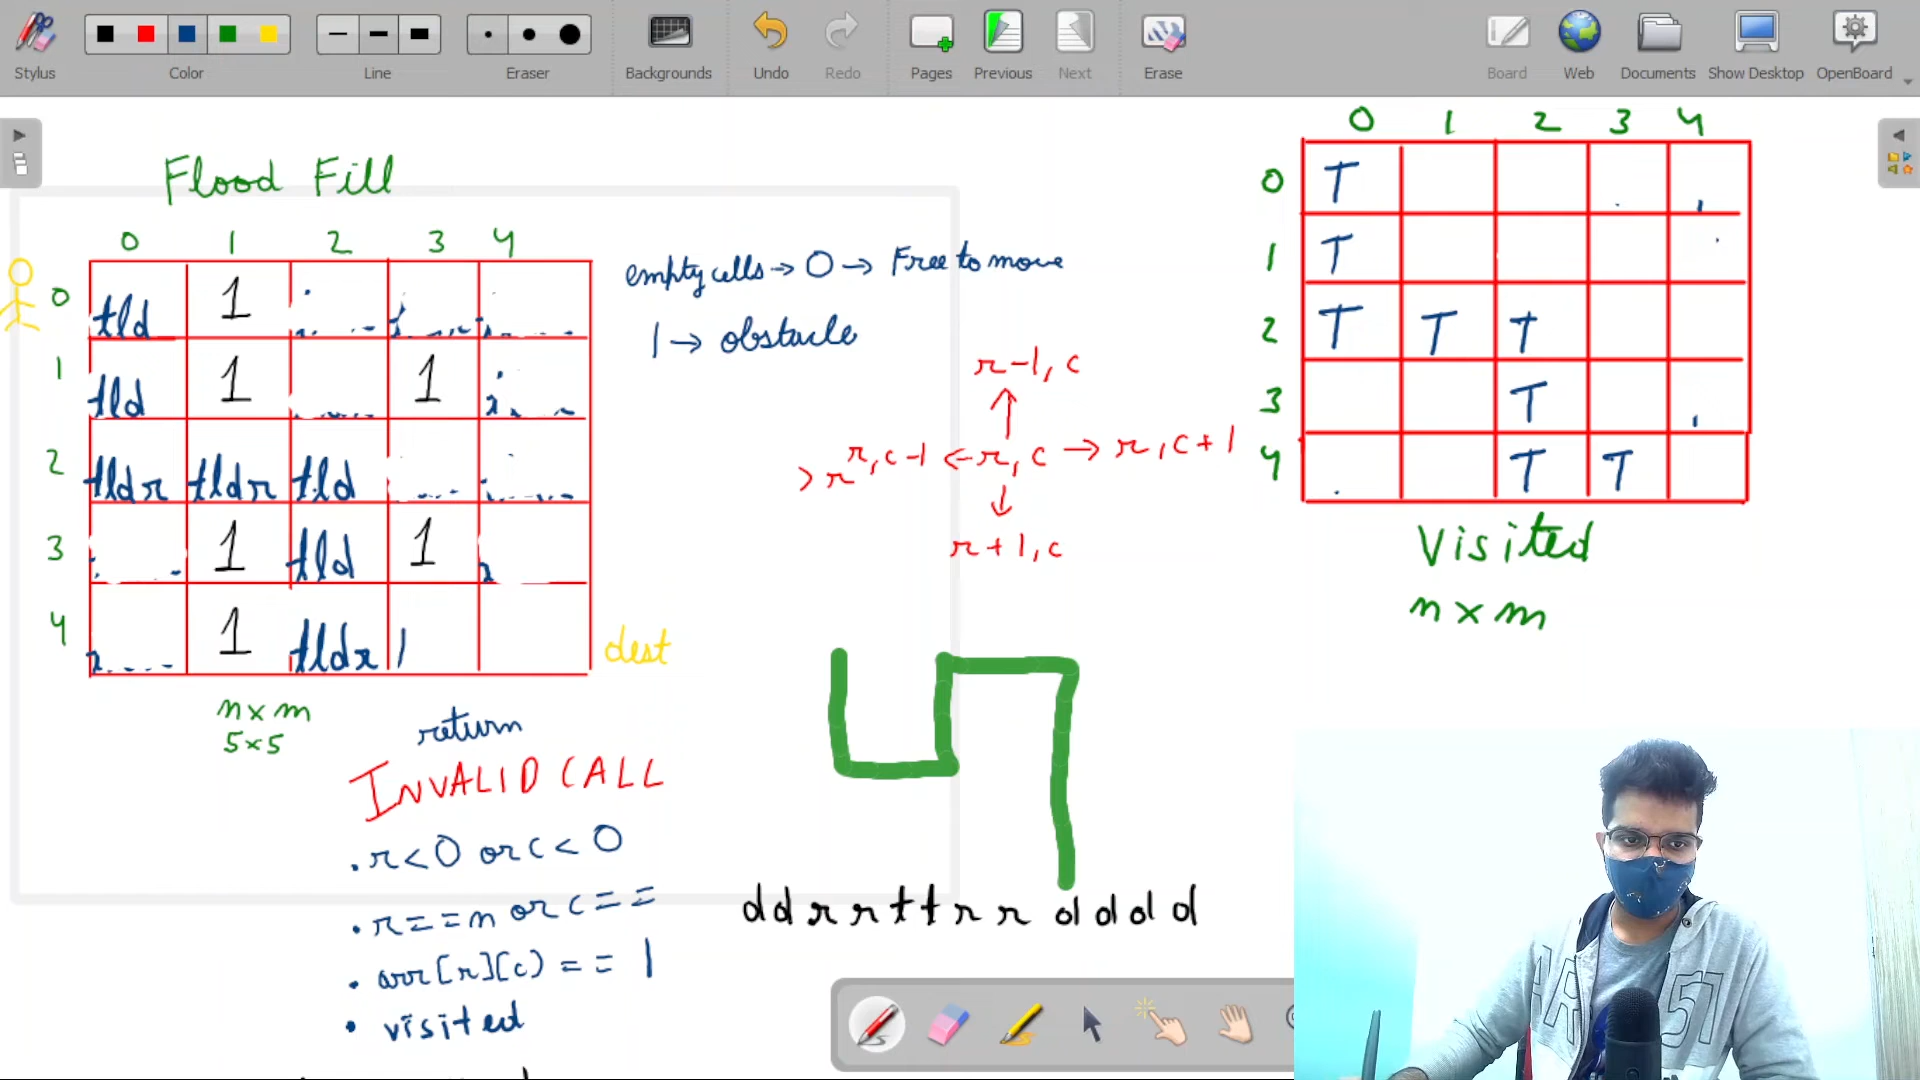 Stylus
Color
Line
Eraser
Backgrounds
Undo
Redo
Pages
Previous
Next
Erase
Board
Web
Documents
Show Desktop
OpenBoard
Flood Fill
0 1 2 3 4
0 tld 1
1 tld 1 1
2 tldr tldr tld
3 1 tld 1
4 1 tldr
dest
n x m
5 x 5
empty cells → 0 → Free to move
1 → obstacle
r-1, c
r, c-1 ← r, c → r, c+1
r+1, c
return
INVALID CALL
. r<0 or c<0
. r==n or c==
. arr[r][c] == 1
. visited
d d r r t t r r d d d d
0 1 2 3 4
0 T
1 T
2 T T T
3 T
4 T T
Visited
n x m
57